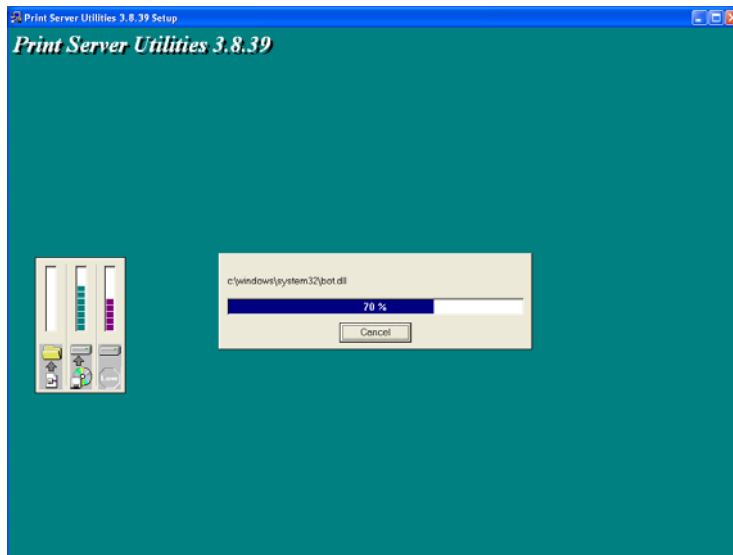 Print Server Utilities 3.8.39 Setup
Print Server Utilities 3.8.39
c:\windows\system32\bot.dll
70 %
Cancel